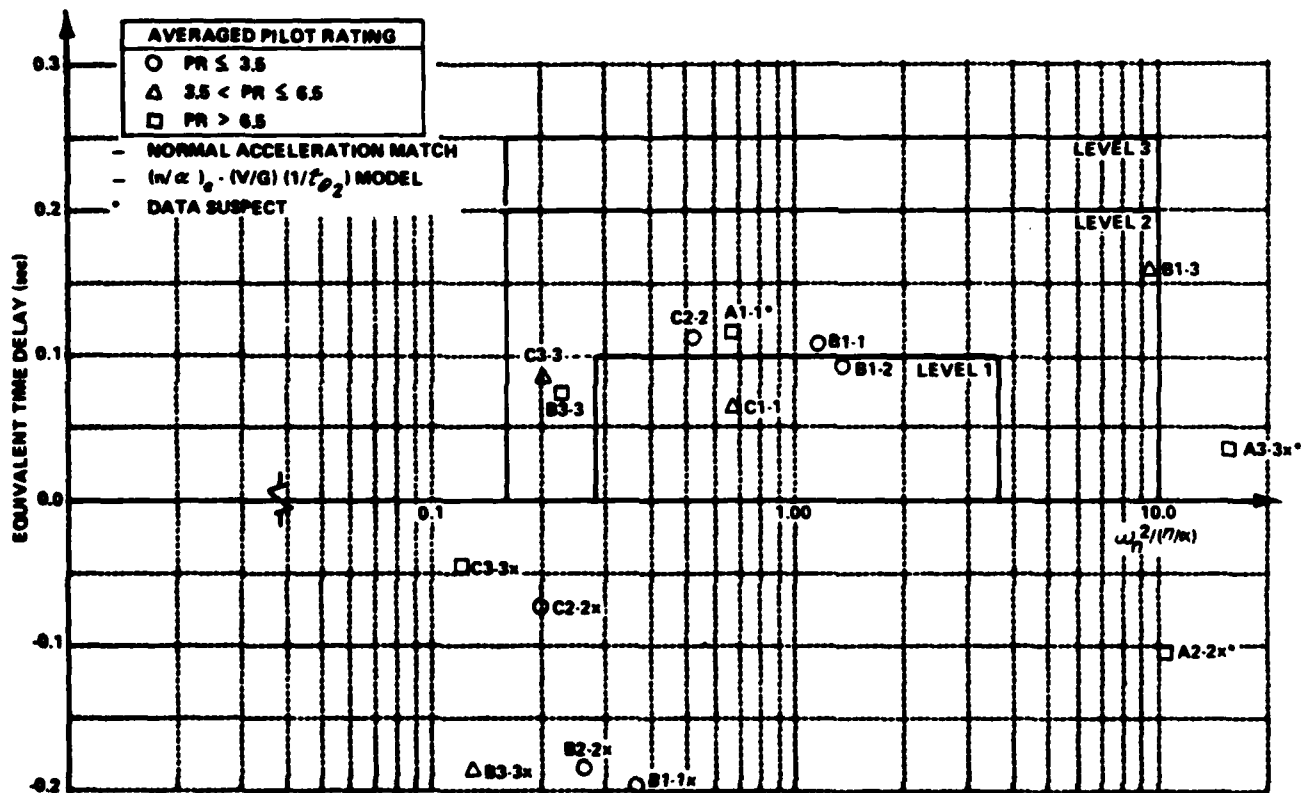 AVERAGED PILOT RATING
○ PR ≤ 3.5
△ 3.5 < PR ≤ 6.5
□ PR > 6.5
– NORMAL ACCELERATION MATCH
– (n/α)e · (V/G) (1/τθ2) MODEL
* DATA SUSPECT
EQUIVALENT TIME DELAY (sec)
0.3
0.2
0.1
0.0
-0.1
-0.2
LEVEL 3
LEVEL 2
B1-3
C2-2
A1-1*
B1-1
C3-3
B1-2
LEVEL 1
B3-3
C1-1
A3-3x*
0.1
1.00
10.0
ωn²/(n/α)
C3-3x
C2-2x
A2-2x*
B2-2x
B3-3x
B1-1x